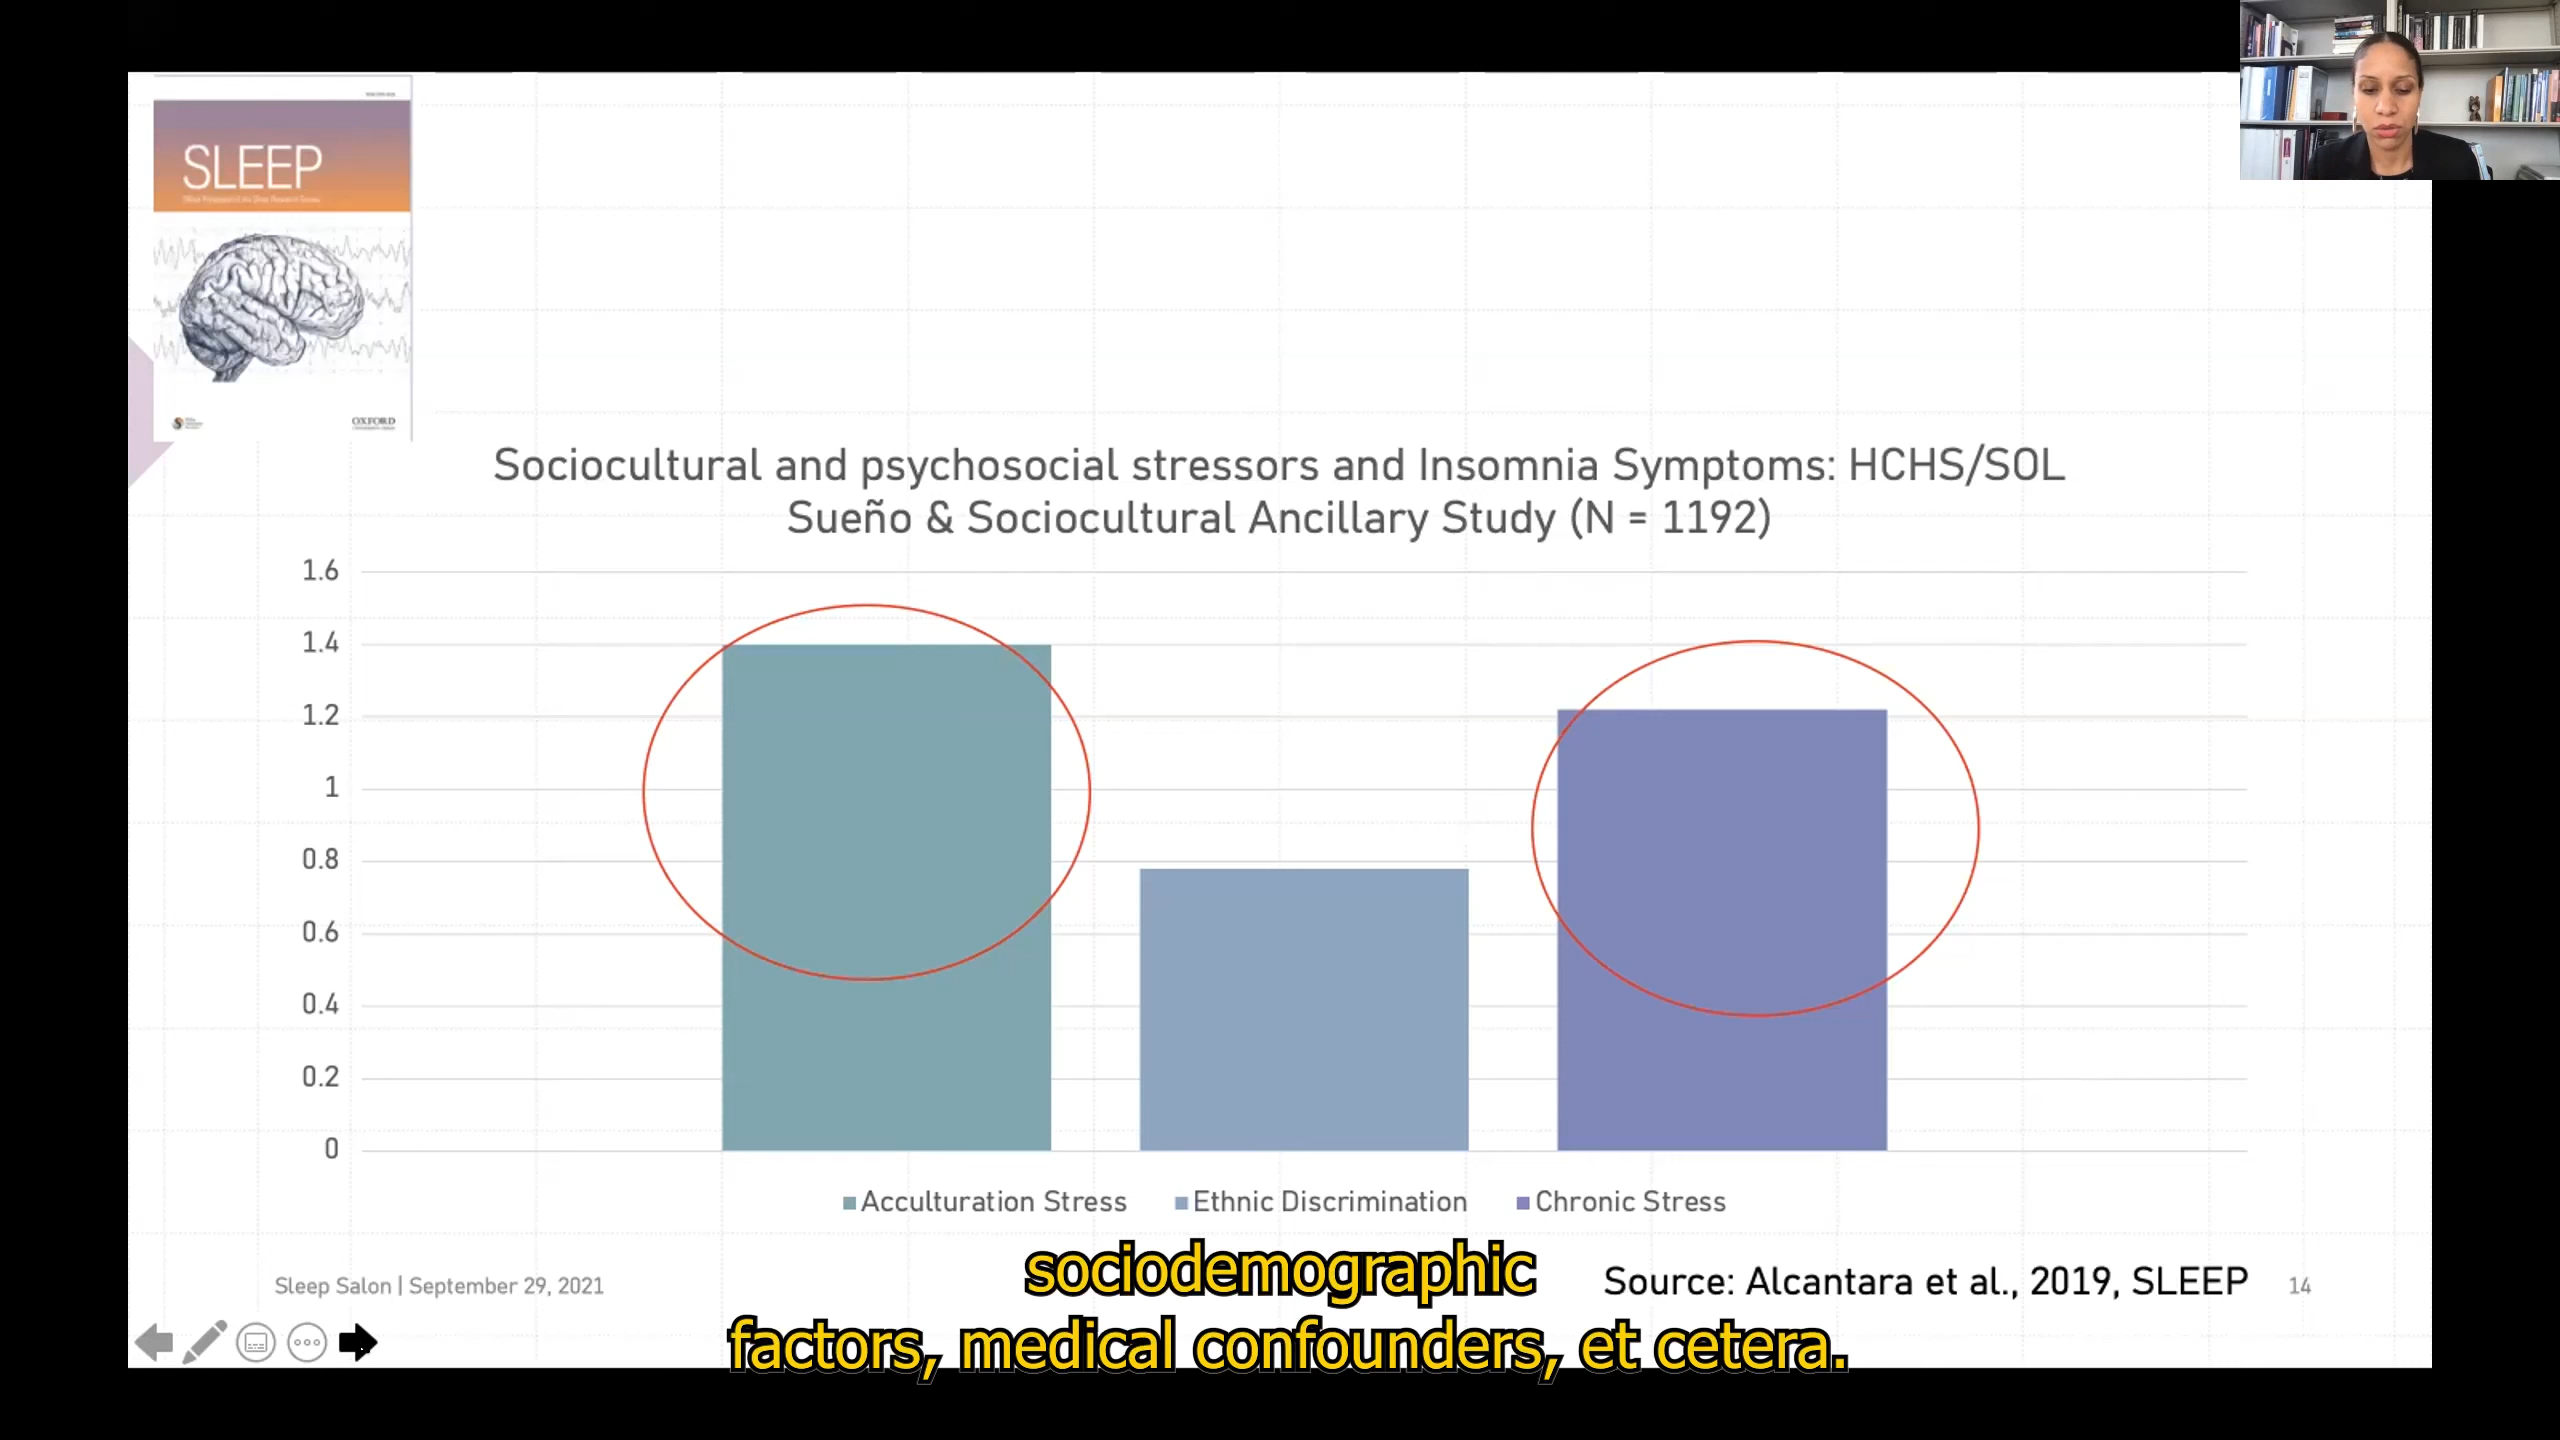 SLEEP
OXFORD
Sociocultural and psychosocial stressors and Insomnia Symptoms: HCHS/SOL
Sueño & Sociocultural Ancillary Study (N = 1192)
1.6
1.4
1.2
1
0.8
0.6
0.4
0.2
0
Acculturation Stress Ethnic Discrimination Chronic Stress
Sleep Salon | September 29, 2021
Source: Alcantara et al., 2019, SLEEP
14
sociodemographic
factors, medical confounders, et cetera.